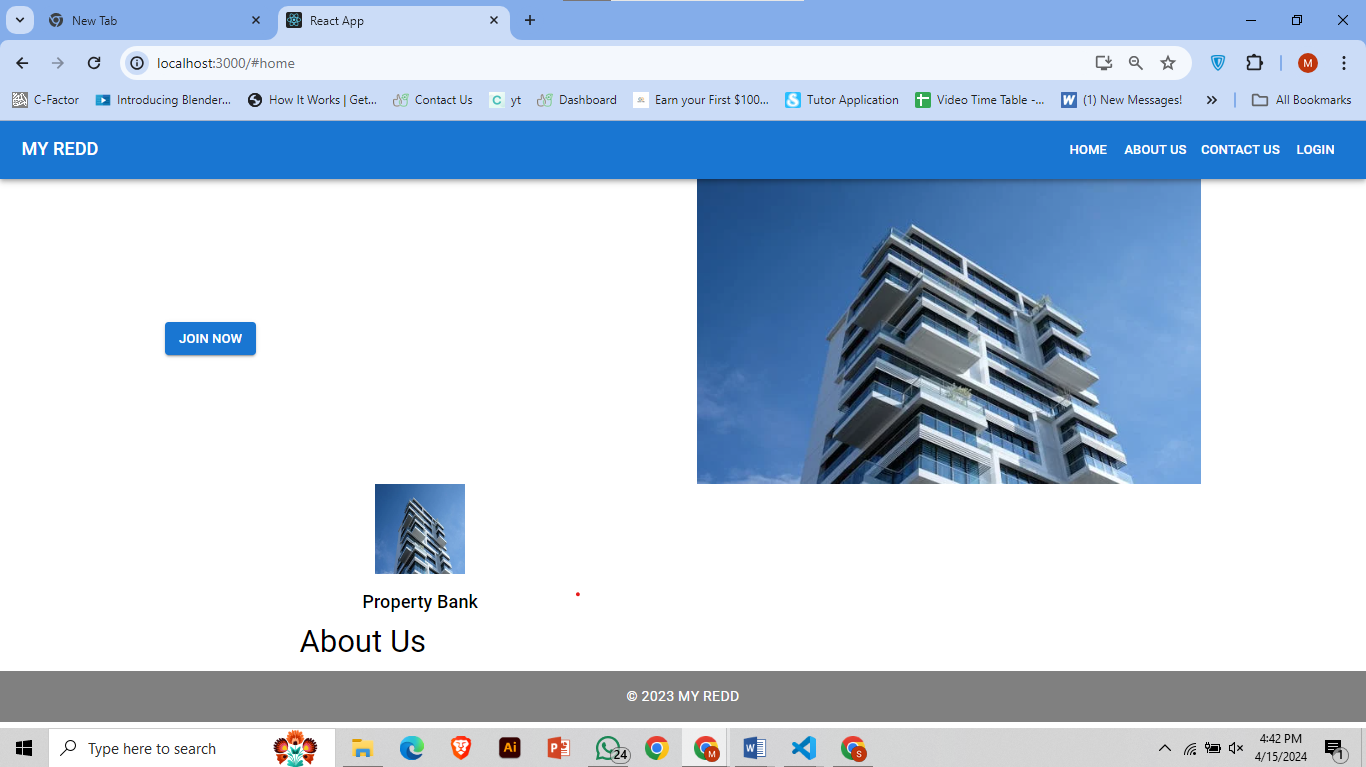 New Tab
React App
localhost:3000/#home
M
C-Factor
Introducing Blender...
How It Works | Get...
Contact Us
C yt
Dashboard
Earn your First $100...
Tutor Application
Video Time Table -...
W (1) New Messages!
All Bookmarks
MY REDD
HOME ABOUT US CONTACT US LOGIN
JOIN NOW
Property Bank
About Us
© 2023 MY REDD
Type here to search
Ai
24
M
S
4:42 PM
4/15/2024
1